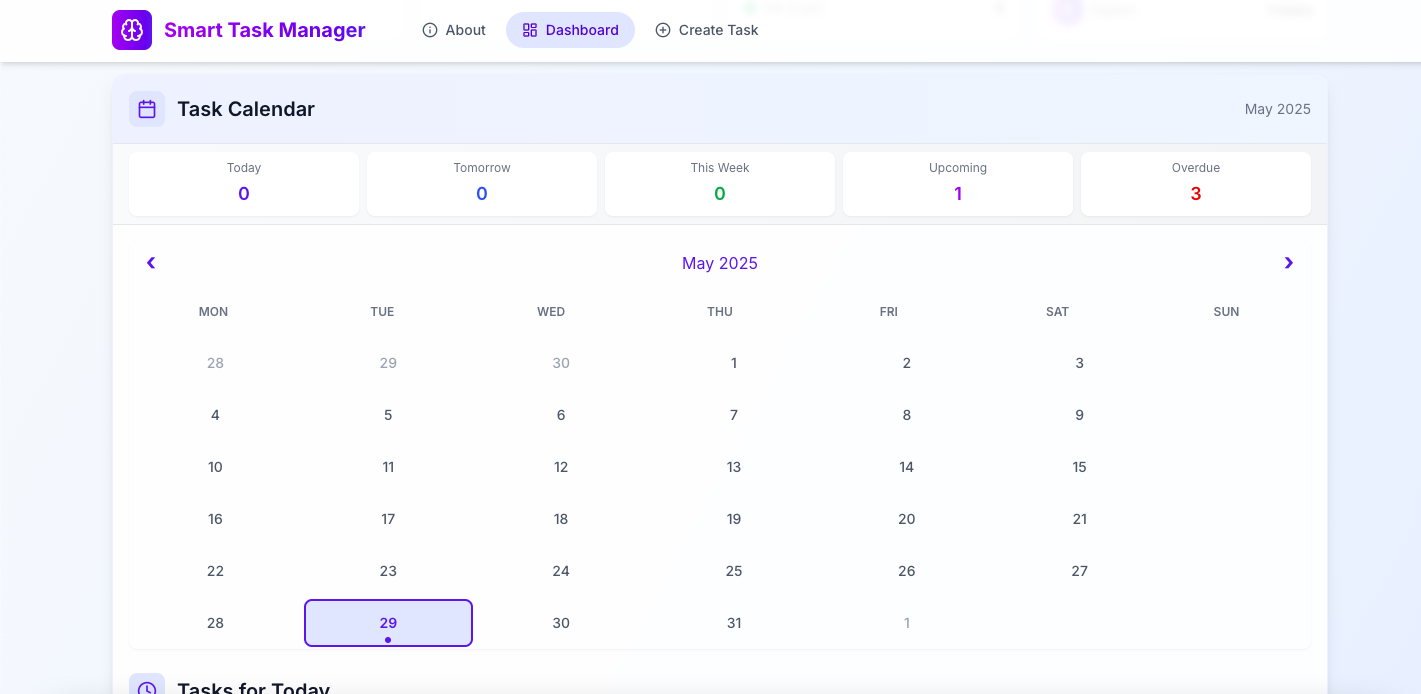 Smart Task Manager About Dashboard Create Task
Task Calendar May 2025
Today Tomorrow This Week Upcoming Overdue
0 0 0 1 3
‹ May 2025 ›
MON TUE WED THU FRI SAT SUN
28 29 30 1 2 3
4 5 6 7 8 9
10 11 12 13 14 15
16 17 18 19 20 21
22 23 24 25 26 27
28 29 30 31 1
Tasks for Today